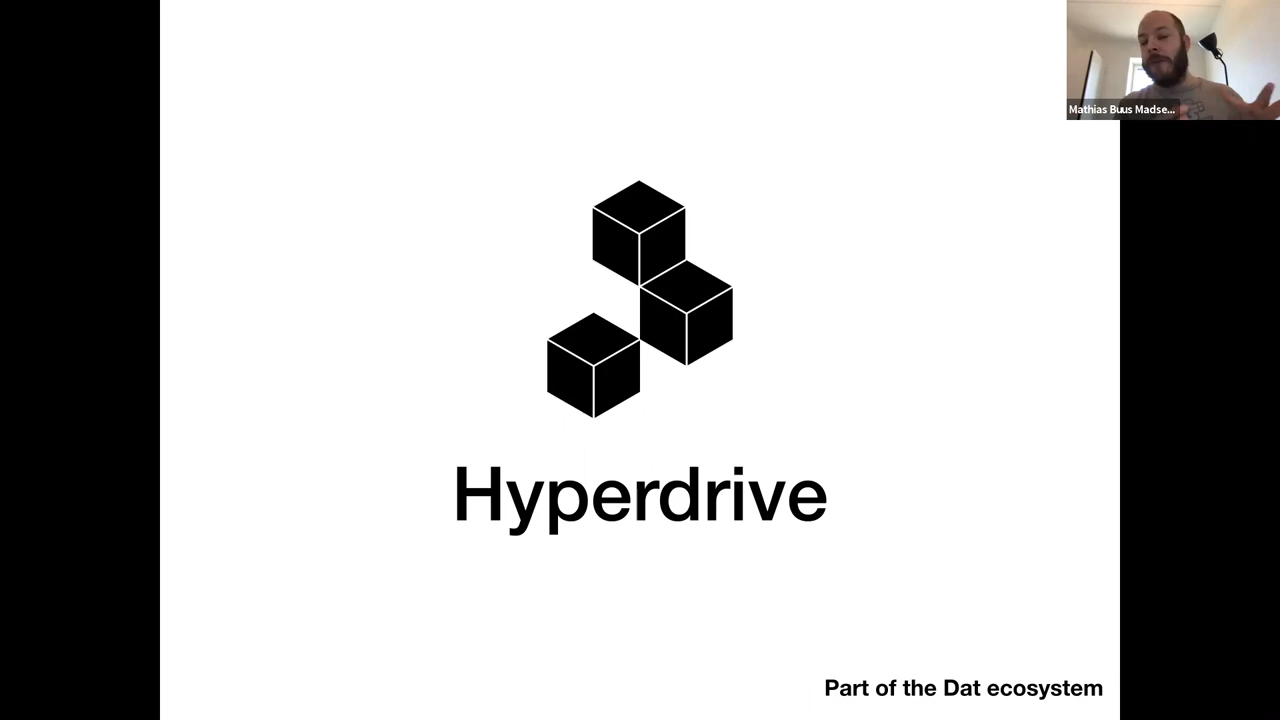 Mathias Buus Madse...
Hyperdrive
Part of the Dat ecosystem